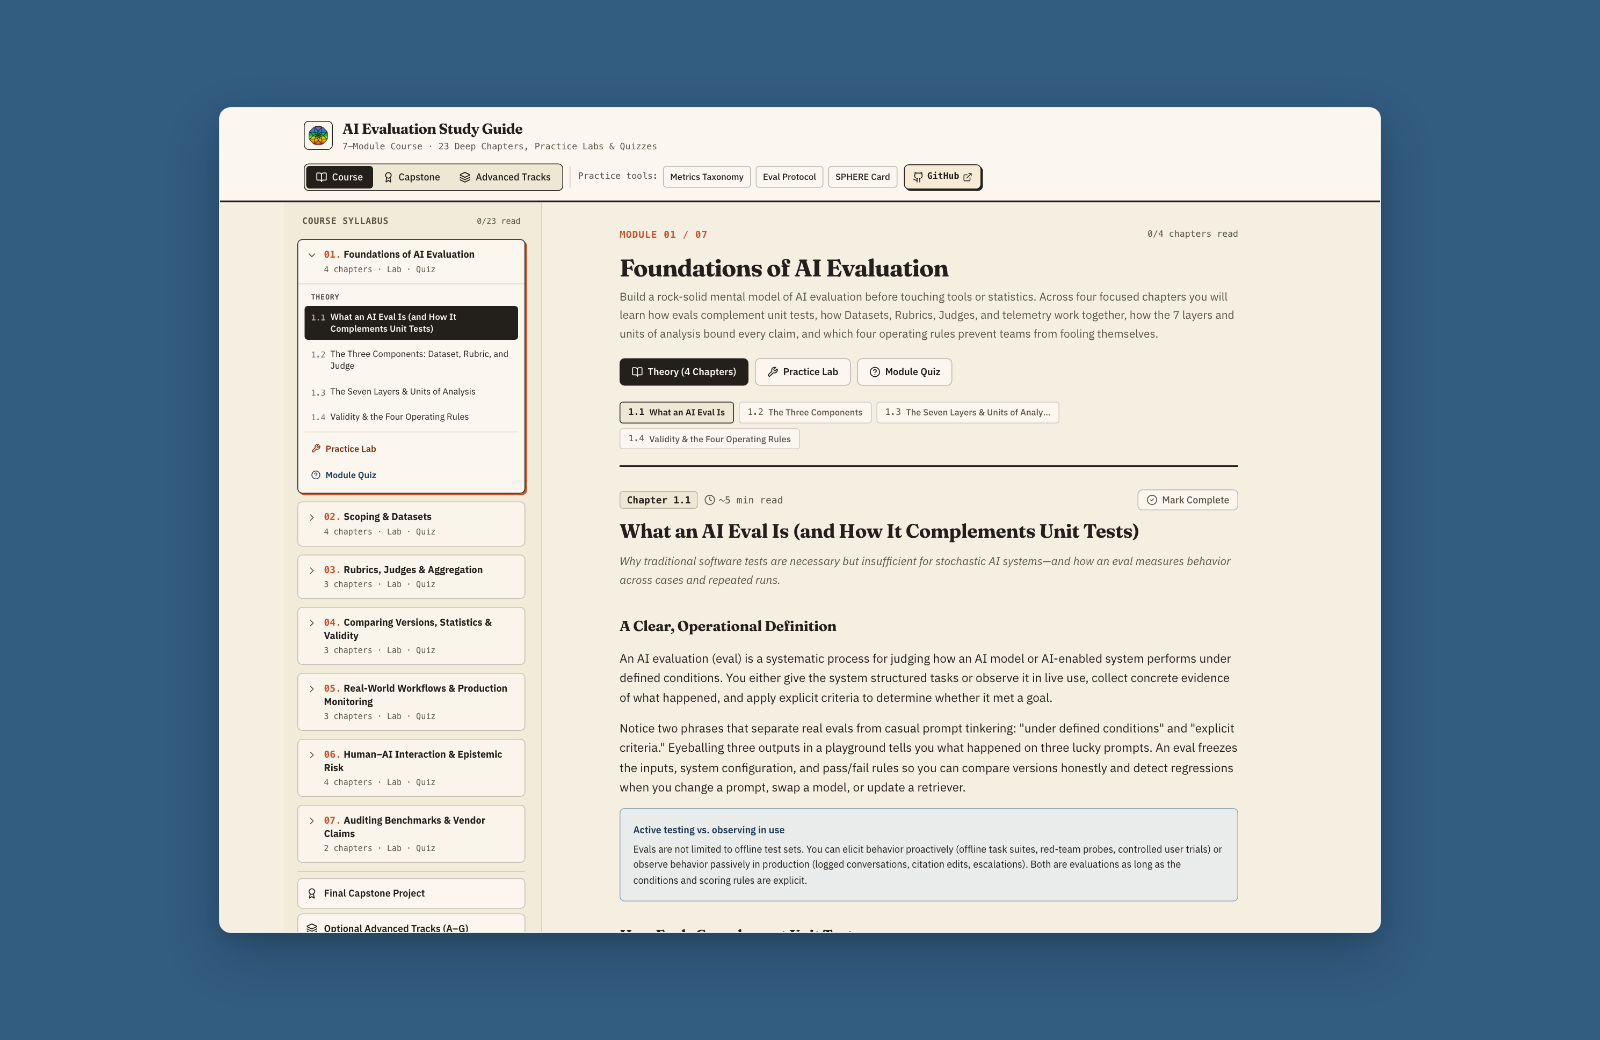 AI Evaluation Study Guide
7-Module Course · 23 Deep Chapters, Practice Labs & Quizzes
Course
Capstone
Advanced Tracks
Practice tools:
Metrics Taxonomy
Eval Protocol
SPHERE Card
GitHub
COURSE SYLLABUS
0/23 read
01. Foundations of AI Evaluation
4 chapters · Lab · Quiz
THEORY
1.1 What an AI Eval Is (and How It
Complements Unit Tests)
1.2 The Three Components: Dataset, Rubric, and
Judge
1.3 The Seven Layers & Units of Analysis
1.4 Validity & the Four Operating Rules
Practice Lab
Module Quiz
02. Scoping & Datasets
4 chapters · Lab · Quiz
03. Rubrics, Judges & Aggregation
3 chapters · Lab · Quiz
04. Comparing Versions, Statistics &
Validity
3 chapters · Lab · Quiz
05. Real-World Workflows & Production
Monitoring
3 chapters · Lab · Quiz
06. Human–AI Interaction & Epistemic
Risk
4 chapters · Lab · Quiz
07. Auditing Benchmarks & Vendor
Claims
2 chapters · Lab · Quiz
Final Capstone Project
Optional Advanced Tracks (A–G)
MODULE 01 / 07
0/4 chapters read
Foundations of AI Evaluation
Build a rock-solid mental model of AI evaluation before touching tools or statistics. Across four focused chapters you will
learn how evals complement unit tests, how Datasets, Rubrics, Judges, and telemetry work together, how the 7 layers and
units of analysis bound every claim, and which four operating rules prevent teams from fooling themselves.
Theory (4 Chapters)
Practice Lab
Module Quiz
1.1 What an AI Eval Is
1.2 The Three Components
1.3 The Seven Layers & Units of Analy...
1.4 Validity & the Four Operating Rules
Chapter 1.1
~5 min read
Mark Complete
What an AI Eval Is (and How It Complements Unit Tests)
Why traditional software tests are necessary but insufficient for stochastic AI systems—and how an eval measures behavior
across cases and repeated runs.
A Clear, Operational Definition
An AI evaluation (eval) is a systematic process for judging how an AI model or AI-enabled system performs under
defined conditions. You either give the system structured tasks or observe it in live use, collect concrete evidence
of what happened, and apply explicit criteria to determine whether it met a goal.
Notice two phrases that separate real evals from casual prompt tinkering: "under defined conditions" and "explicit
criteria." Eyeballing three outputs in a playground tells you what happened on three lucky prompts. An eval freezes
the inputs, system configuration, and pass/fail rules so you can compare versions honestly and detect regressions
when you change a prompt, swap a model, or update a retriever.
Active testing vs. observing in use
Evals are not limited to offline test sets. You can elicit behavior proactively (offline task suites, red-team probes, controlled user trials) or
observe behavior passively in production (logged conversations, citation edits, escalations). Both are evaluations as long as the
conditions and scoring rules are explicit.